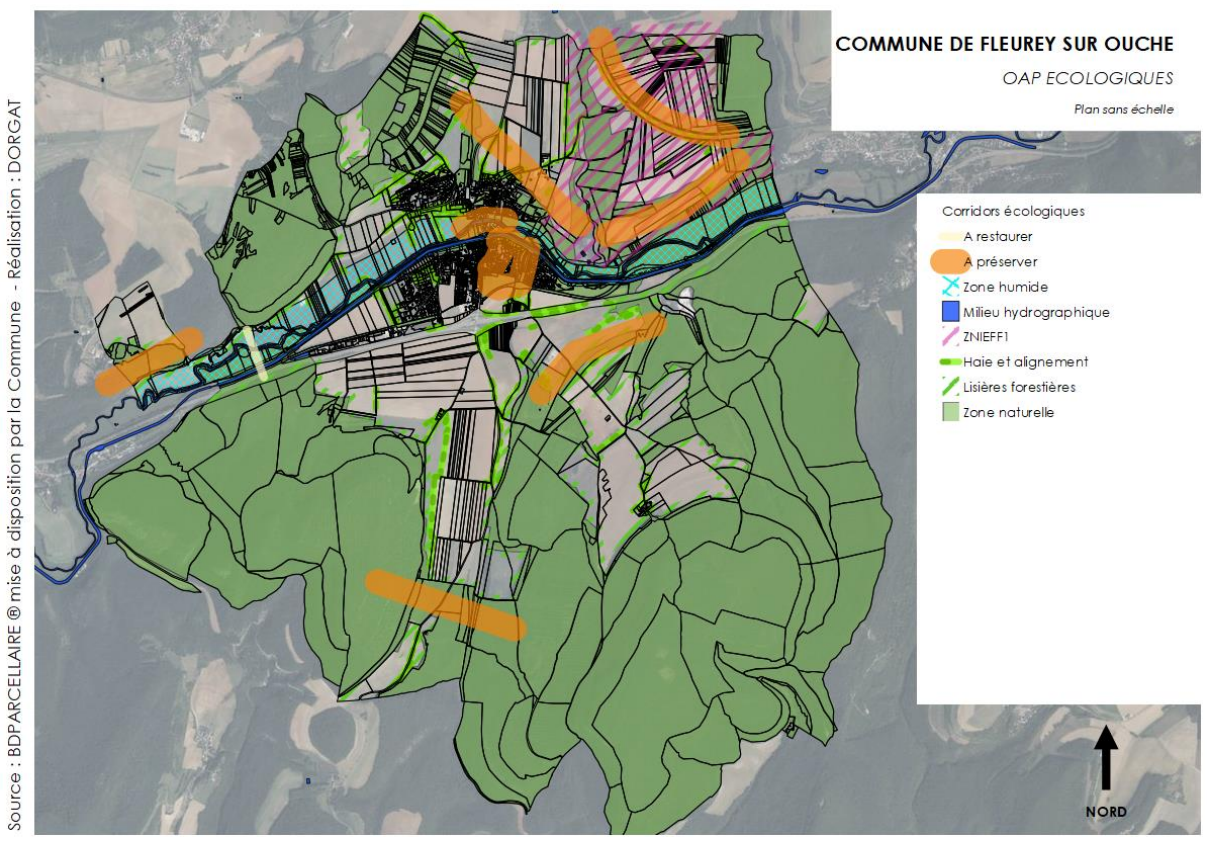 COMMUNE DE FLEUREY SUR OUCHE
OAP ECOLOGIQUES
Plan sans échelle
Corridors écologiques
A restaurer
A préserver
Zone humide
Milieu hydrographique
ZNIEFF1
Haie et alignement
Lisières forestières
Zone naturelle
NORD
Source : BDPARCELLAIRE ® mise à disposition par la Commune - Réalisation : DORGAT